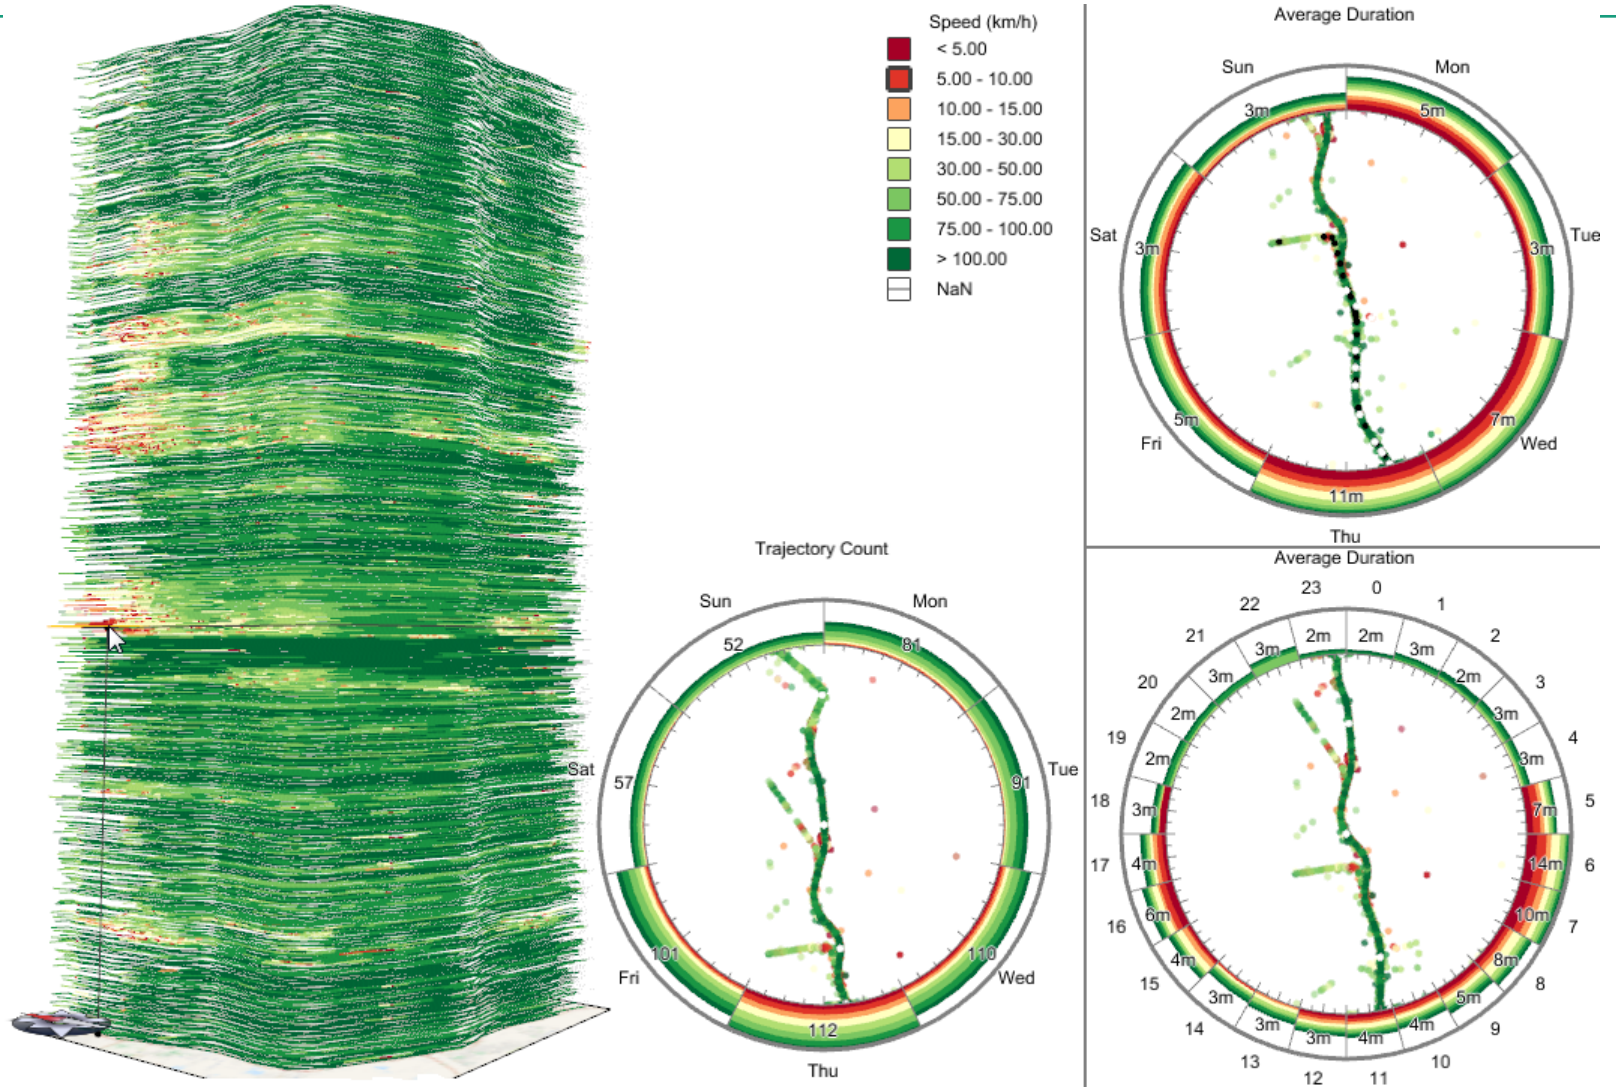 Speed (km/h)
< 5.00
5.00 - 10.00
10.00 - 15.00
15.00 - 30.00
30.00 - 50.00
50.00 - 75.00
75.00 - 100.00
> 100.00
NaN
Average Duration
Sun
Mon
3m
5m
Sat
Tue
3m
3m
5m
7m
Fri
Wed
11m
Thu
Trajectory Count
Sun
Mon
52
81
Sat
Tue
57
91
101
110
Fri
Wed
112
Thu
Average Duration
23
0
22
1
21
2
2m
2m
3m
3m
20
3
3m
2m
19
4
2m
3m
18
5
2m
3m
3m
7m
17
6
4m
14m
16
7
6m
10m
15
8
4m
8m
14
9
3m
5m
3m
4m
3m
4m
13
10
12
11